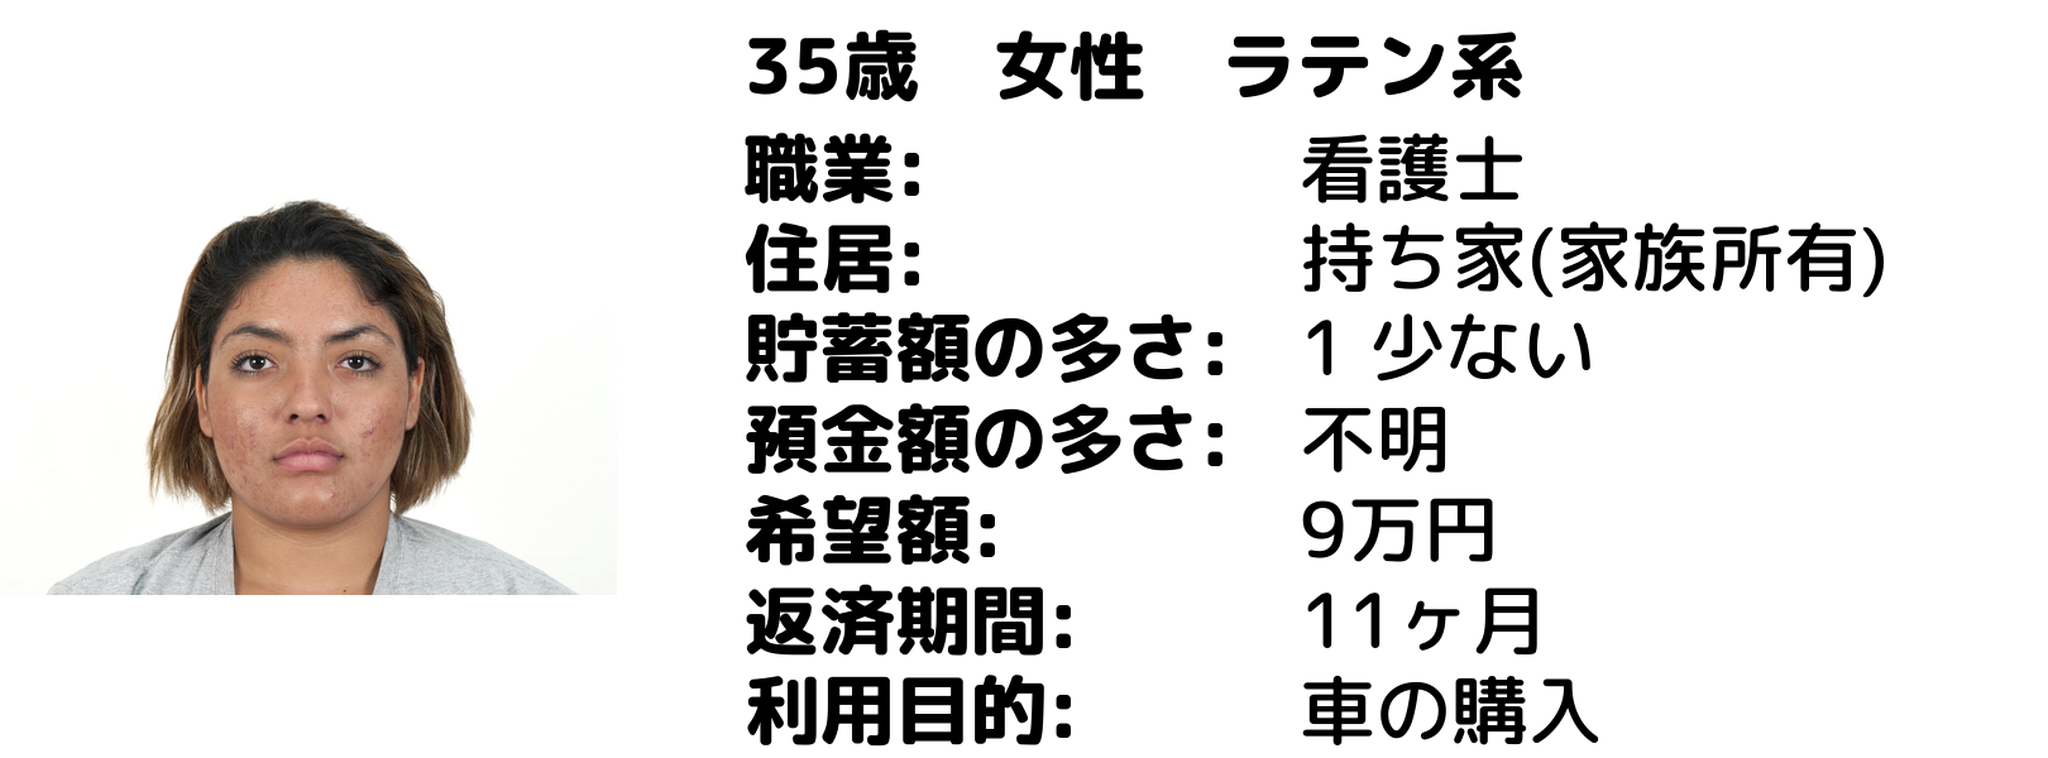 35歳　女性　ラテン系
職業: 看護士
住居: 持ち家(家族所有)
貯蓄額の多さ: 1 少ない
預金額の多さ: 不明
希望額: 9万円
返済期間: 11ヶ月
利用目的: 車の購入